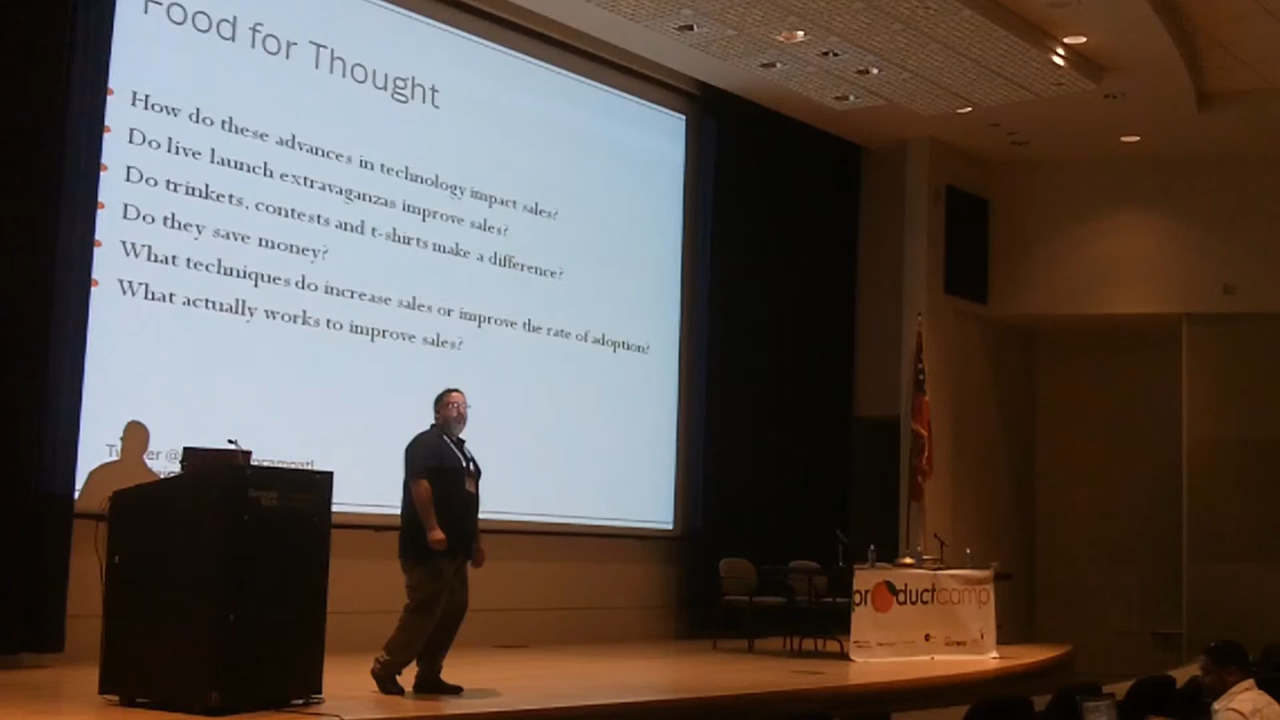 Food for Thought
How do these advances in technology impact sales?
Do live launch extravaganzas improve sales?
Do trinkets, contests and t-shirts make a difference?
Do they save money?
What techniques do increase sales or improve the rate of adoption?
What actually works to improve sales?
productcamp